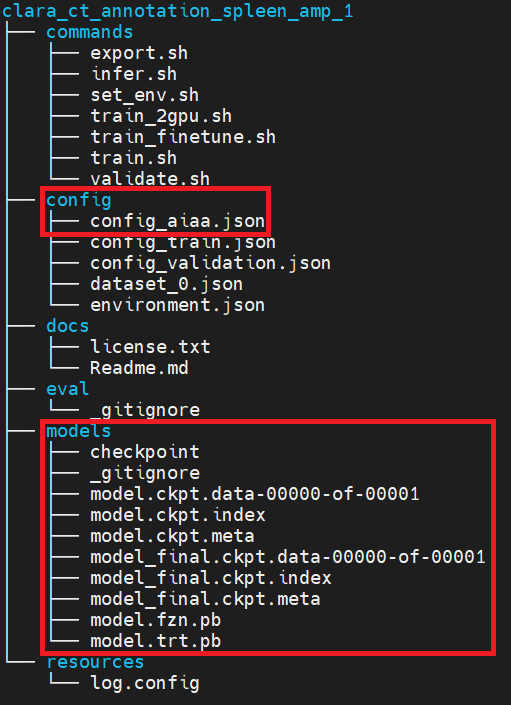 clara_ct_annotation_spleen_amp_1
├── commands
│   ├── export.sh
│   ├── infer.sh
│   ├── set_env.sh
│   ├── train_2gpu.sh
│   ├── train_finetune.sh
│   ├── train.sh
│   └── validate.sh
├── config
│   ├── config_aiaa.json
│   ├── config_train.json
│   ├── config_validation.json
│   ├── dataset_0.json
│   └── environment.json
├── docs
│   ├── license.txt
│   └── Readme.md
├── eval
│   └── _gitignore
├── models
│   ├── checkpoint
│   ├── _gitignore
│   ├── model.ckpt.data-00000-of-00001
│   ├── model.ckpt.index
│   ├── model.ckpt.meta
│   ├── model_final.ckpt.data-00000-of-00001
│   ├── model_final.ckpt.index
│   ├── model_final.ckpt.meta
│   ├── model.fzn.pb
│   └── model.trt.pb
└── resources
    └── log.config